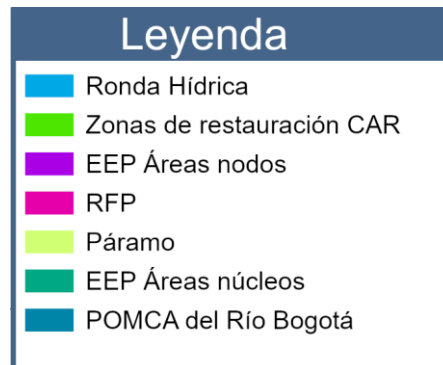 Leyenda
Ronda Hídrica
Zonas de restauración CAR
EEP Áreas nodos
RFP
Páramo
EEP Áreas núcleos
POMCA del Río Bogotá